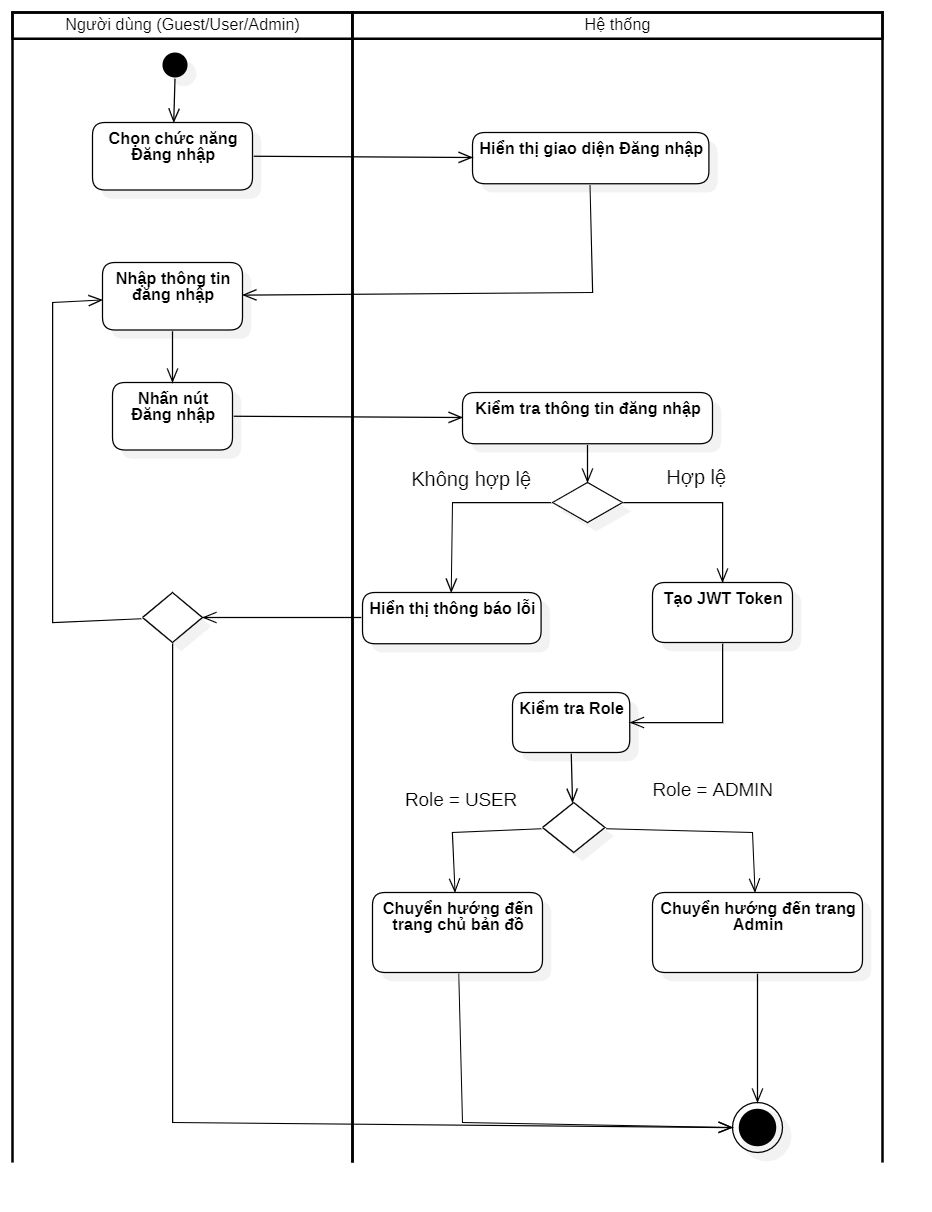 Người dùng (Guest/User/Admin)
Hệ thống
Chọn chức năng
Đăng nhập
Hiển thị giao diện Đăng nhập
Nhập thông tin
đăng nhập
Nhấn nút
Đăng nhập
Kiểm tra thông tin đăng nhập
Không hợp lệ
Hợp lệ
Hiển thị thông báo lỗi
Tạo JWT Token
Kiểm tra Role
Role = USER
Role = ADMIN
Chuyển hướng đến
trang chủ bản đồ
Chuyển hướng đến trang
Admin